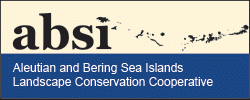 absi
Aleutian and Bering Sea Islands
Landscape Conservation Cooperative